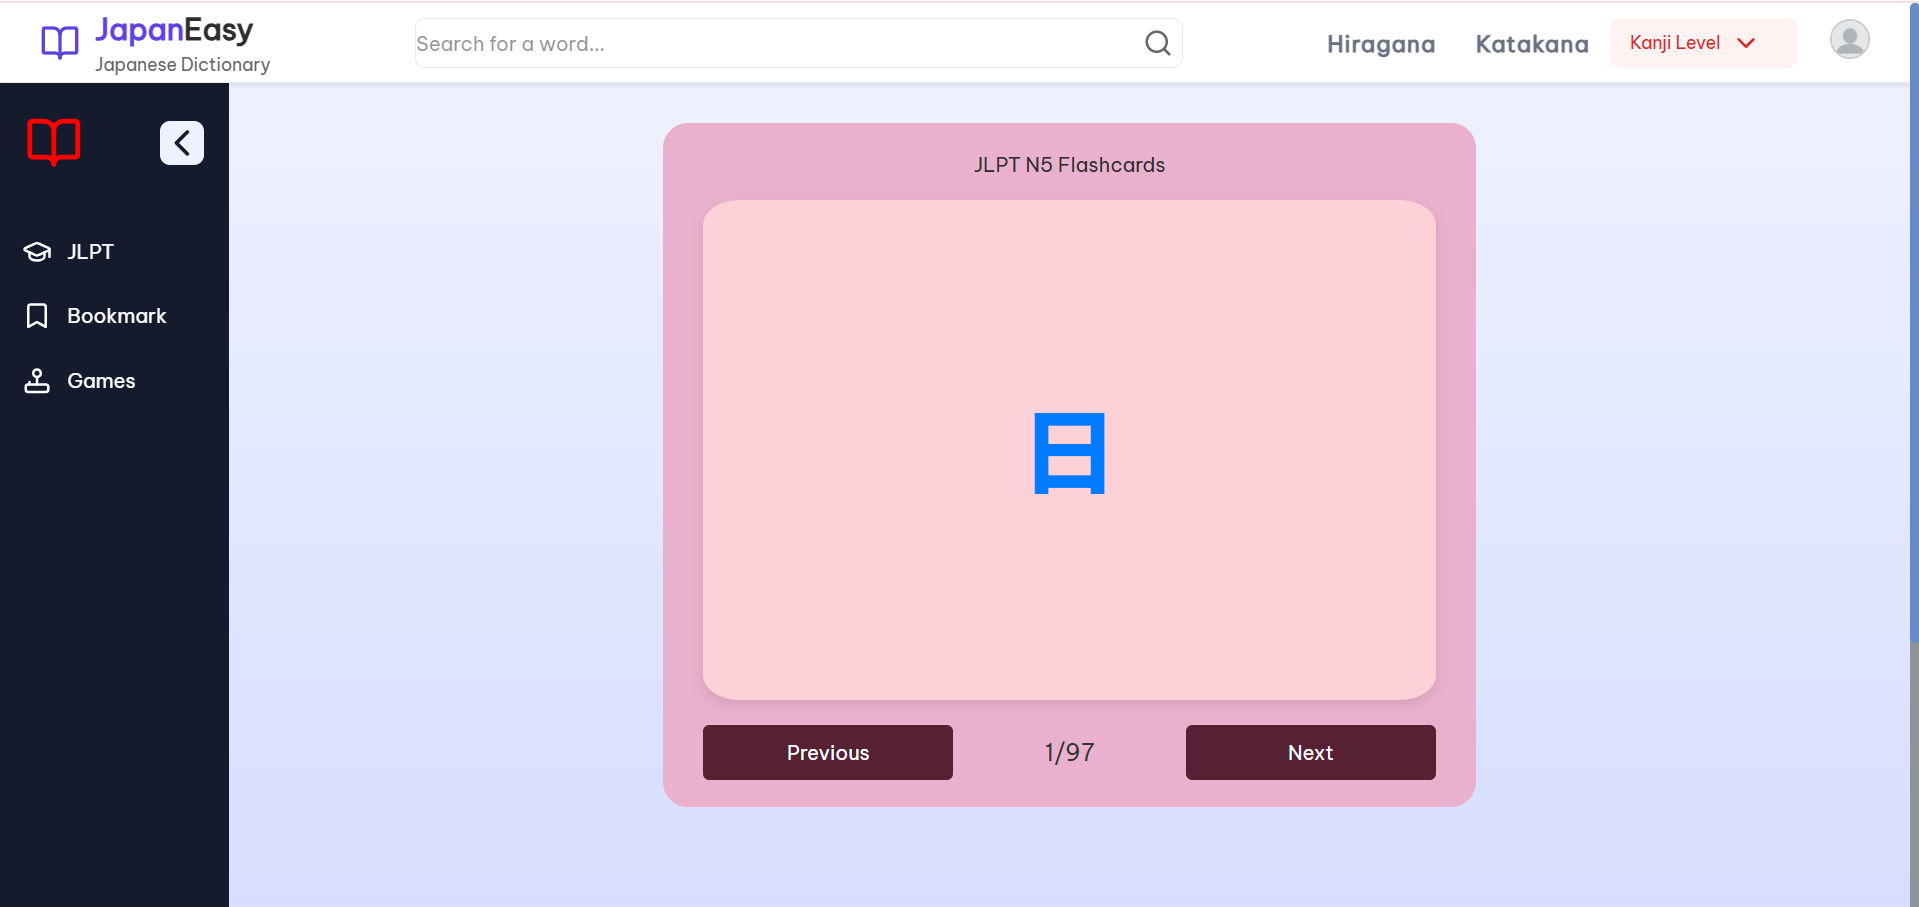 JapanEasy
Japanese Dictionary
Search for a word...
Hiragana
Katakana
Kanji Level
JLPT
Bookmark
Games
JLPT N5 Flashcards
日
Previous
1/97
Next